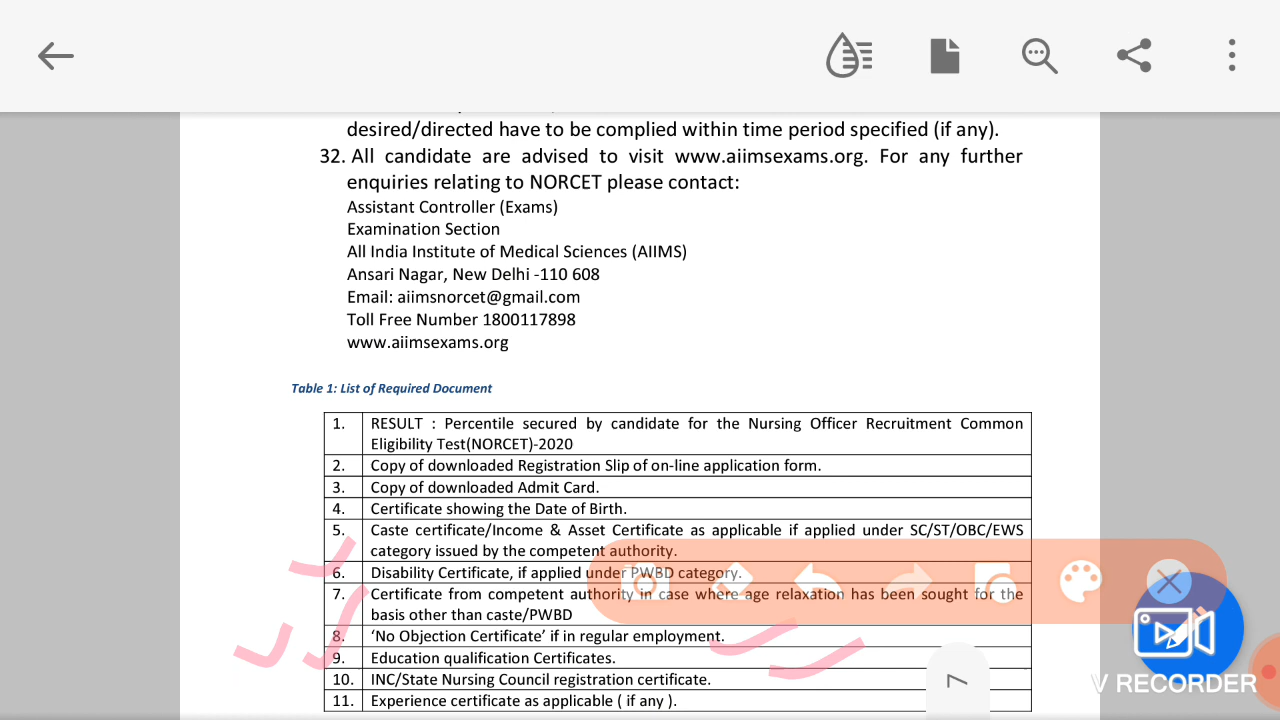 desired/directed have to be complied within time period specified (if any).
32. All candidate are advised to visit www.aiimsexams.org. For any further
enquiries relating to NORCET please contact:
Assistant Controller (Exams)
Examination Section
All India Institute of Medical Sciences (AIIMS)
Ansari Nagar, New Delhi -110 608
Email: aiimsnorcet@gmail.com
Toll Free Number 1800117898
www.aiimsexams.org
Table 1: List of Required Document
1. RESULT : Percentile secured by candidate for the Nursing Officer Recruitment Common
Eligibility Test(NORCET)-2020
2. Copy of downloaded Registration Slip of on-line application form.
3. Copy of downloaded Admit Card.
4. Certificate showing the Date of Birth.
5. Caste certificate/Income & Asset Certificate as applicable if applied under SC/ST/OBC/EWS
category issued by the competent authority.
6. Disability Certificate, if applied under PWBD category.
7. Certificate from competent authority in case where age relaxation has been sought for the
basis other than caste/PWBD
8. ‘No Objection Certificate’ if in regular employment.
9. Education qualification Certificates.
10. INC/State Nursing Council registration certificate.
11. Experience certificate as applicable ( if any ).
7
V RECORDER